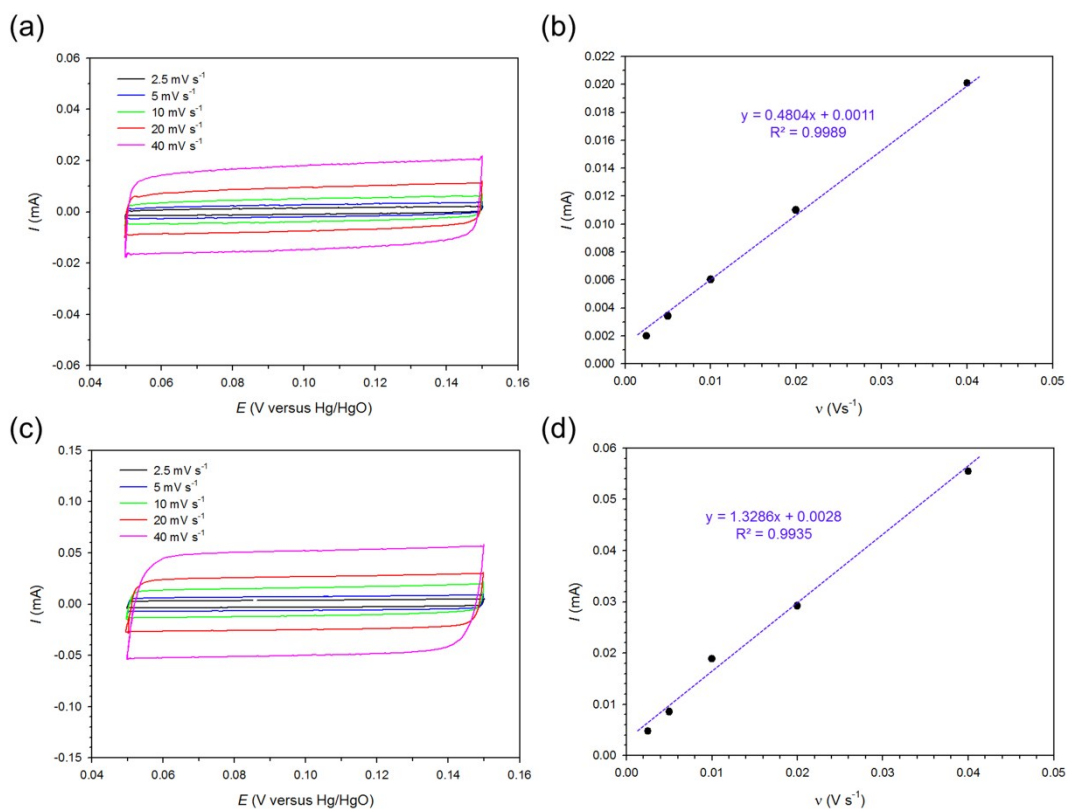 (a)
0.06
0.04
0.02
0.00
-0.02
-0.04
-0.06
I (mA)
2.5 mV s⁻¹
5 mV s⁻¹
10 mV s⁻¹
20 mV s⁻¹
40 mV s⁻¹
0.04 0.06 0.08 0.10 0.12 0.14 0.16
E (V versus Hg/HgO)
(b)
0.022
0.020
0.018
0.016
0.014
0.012
0.010
0.008
0.006
0.004
0.002
0.000
I (mA)
y = 0.4804x + 0.0011
R² = 0.9989
0.00 0.01 0.02 0.03 0.04 0.05
ν (Vs⁻¹)
(c)
0.15
0.10
0.05
0.00
-0.05
-0.10
-0.15
I (mA)
2.5 mV s⁻¹
5 mV s⁻¹
10 mV s⁻¹
20 mV s⁻¹
40 mV s⁻¹
0.04 0.06 0.08 0.10 0.12 0.14 0.16
E (V versus Hg/HgO)
(d)
0.06
0.05
0.04
0.03
0.02
0.01
0.00
I (mA)
y = 1.3286x + 0.0028
R² = 0.9935
0.00 0.01 0.02 0.03 0.04 0.05
ν (V s⁻¹)